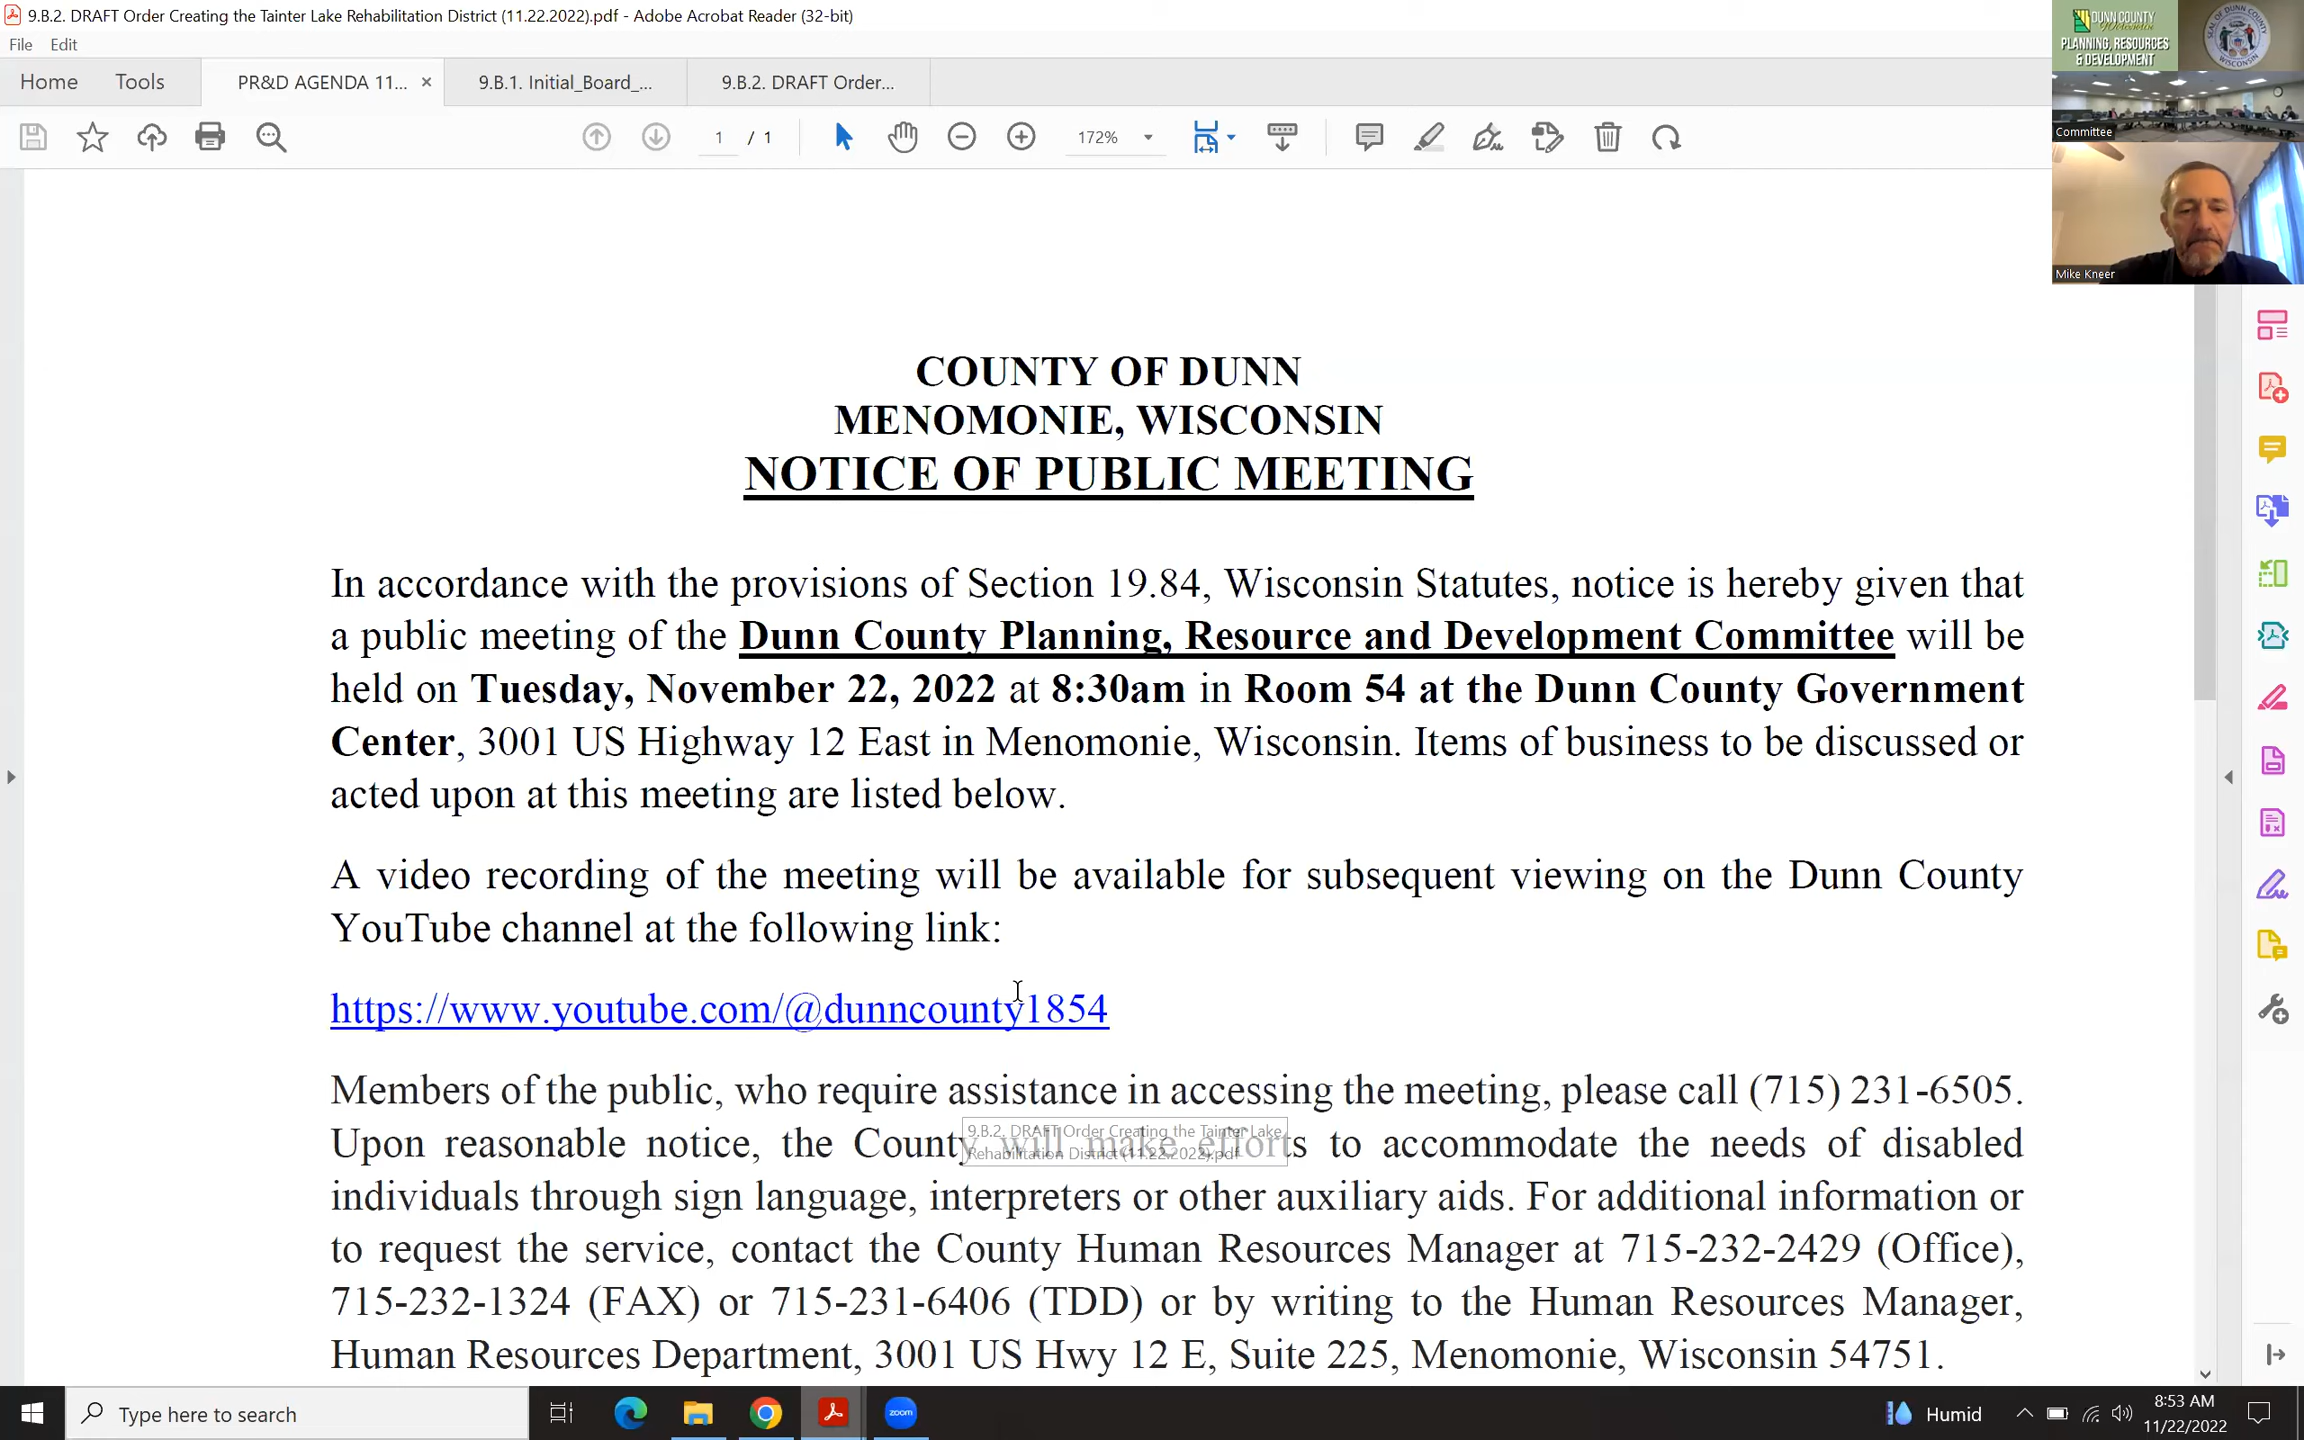 9.B.2. DRAFT Order Creating the Tainter Lake Rehabilitation District (11.22.2022).pdf - Adobe Acrobat Reader (32-bit)
File Edit
Home Tools PR&D AGENDA 11... × 9.B.1. Initial_Board_... 9.B.2. DRAFT Order...
1 / 1 172%
DUNN COUNTY
Wisconsin
PLANNING, RESOURCES
& DEVELOPMENT
SEAL OF DUNN COUNTY
WISCONSIN
Committee
Mike Kneer
COUNTY OF DUNN
MENOMONIE, WISCONSIN
NOTICE OF PUBLIC MEETING
In accordance with the provisions of Section 19.84, Wisconsin Statutes, notice is hereby given that
a public meeting of the Dunn County Planning, Resource and Development Committee will be
held on Tuesday, November 22, 2022 at 8:30am in Room 54 at the Dunn County Government
Center, 3001 US Highway 12 East in Menomonie, Wisconsin. Items of business to be discussed or
acted upon at this meeting are listed below.
A video recording of the meeting will be available for subsequent viewing on the Dunn County
YouTube channel at the following link:
https://www.youtube.com/@dunncounty1854
Members of the public, who require assistance in accessing the meeting, please call (715) 231-6505.
Upon reasonable notice, the County will make efforts to accommodate the needs of disabled
9.B.2. DRAFT Order Creating the Tainter Lake
Rehabilitation District (11.22.2022).pdf
individuals through sign language, interpreters or other auxiliary aids. For additional information or
to request the service, contact the County Human Resources Manager at 715-232-2429 (Office),
715-232-1324 (FAX) or 715-231-6406 (TDD) or by writing to the Human Resources Manager,
Human Resources Department, 3001 US Hwy 12 E, Suite 225, Menomonie, Wisconsin 54751.
Type here to search zoom Humid 8:53 AM
11/22/2022